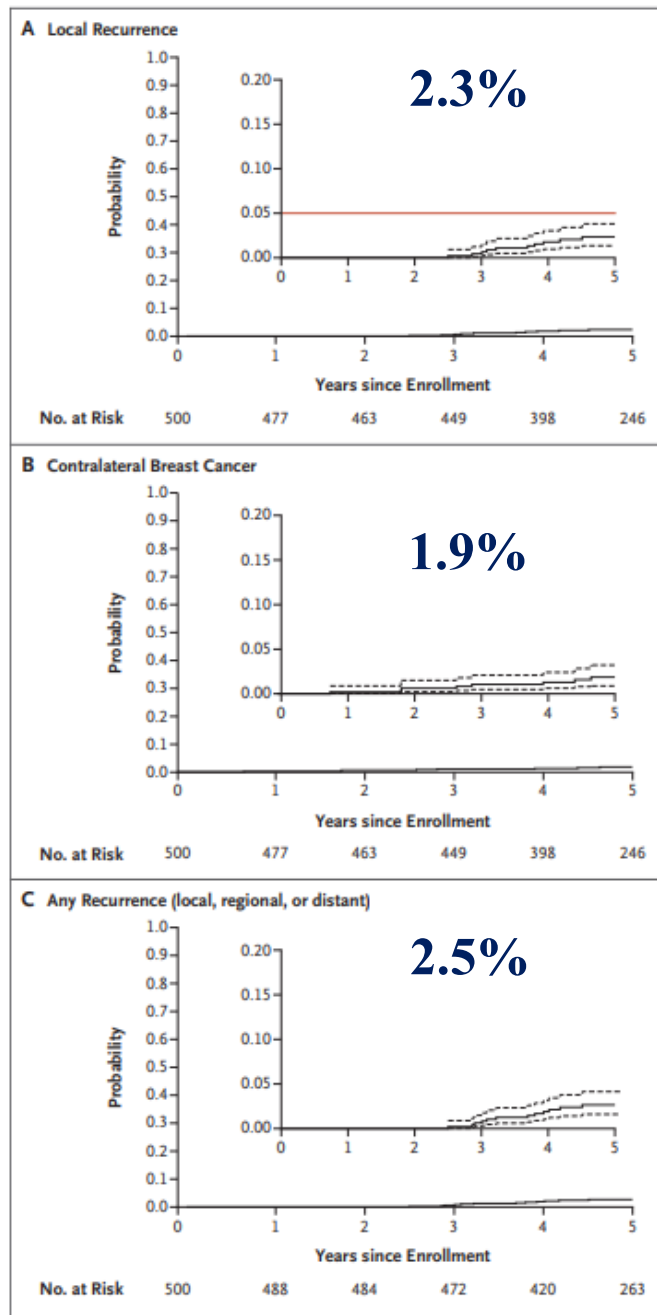 A Local Recurrence
2.3%
1.0
0.9
0.8
0.7
0.6
0.5
0.4
0.3
0.2
0.1
0.0
Probability
0.20
0.15
0.10
0.05
0.00
0 1 2 3 4 5
0 1 2 3 4 5
Years since Enrollment
No. at Risk 500 477 463 449 398 246
B Contralateral Breast Cancer
1.9%
1.0
0.9
0.8
0.7
0.6
0.5
0.4
0.3
0.2
0.1
0.0
Probability
0.20
0.15
0.10
0.05
0.00
0 1 2 3 4 5
0 1 2 3 4 5
Years since Enrollment
No. at Risk 500 477 463 449 398 246
C Any Recurrence (local, regional, or distant)
2.5%
1.0
0.9
0.8
0.7
0.6
0.5
0.4
0.3
0.2
0.1
0.0
Probability
0.20
0.15
0.10
0.05
0.00
0 1 2 3 4 5
0 1 2 3 4 5
Years since Enrollment
No. at Risk 500 488 484 472 420 263